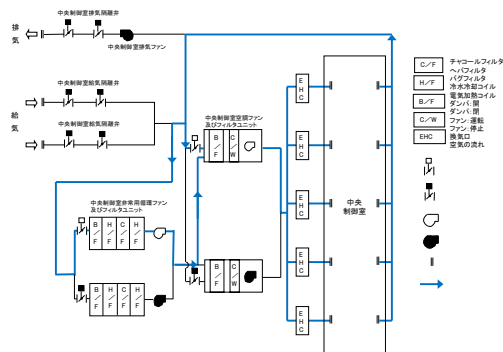 中央制御室排気隔離弁
排
気
中央制御室排気ファン
中央制御室給気隔離弁
給
気
中央制御室給気隔離弁
中央制御室空調ファン
及びフィルタユニット
B/F
C/W
中央制御室非常用循環ファン
及びフィルタユニット
B/F
H/F
C/F
H/F
B/F
C/F
H/F
B/F
C/W
EHC
EHC
EHC
EHC
EHC
中央
制御室
C/F
H/F
B/F
C/W
EHC
チャコールフィルタ
ヘパフィルタ
バグフィルタ
冷水冷却コイル
電気加熱コイル
ダンパ:開
ダンパ:閉
ファン:運転
ファン:停止
換気口
空気の流れ